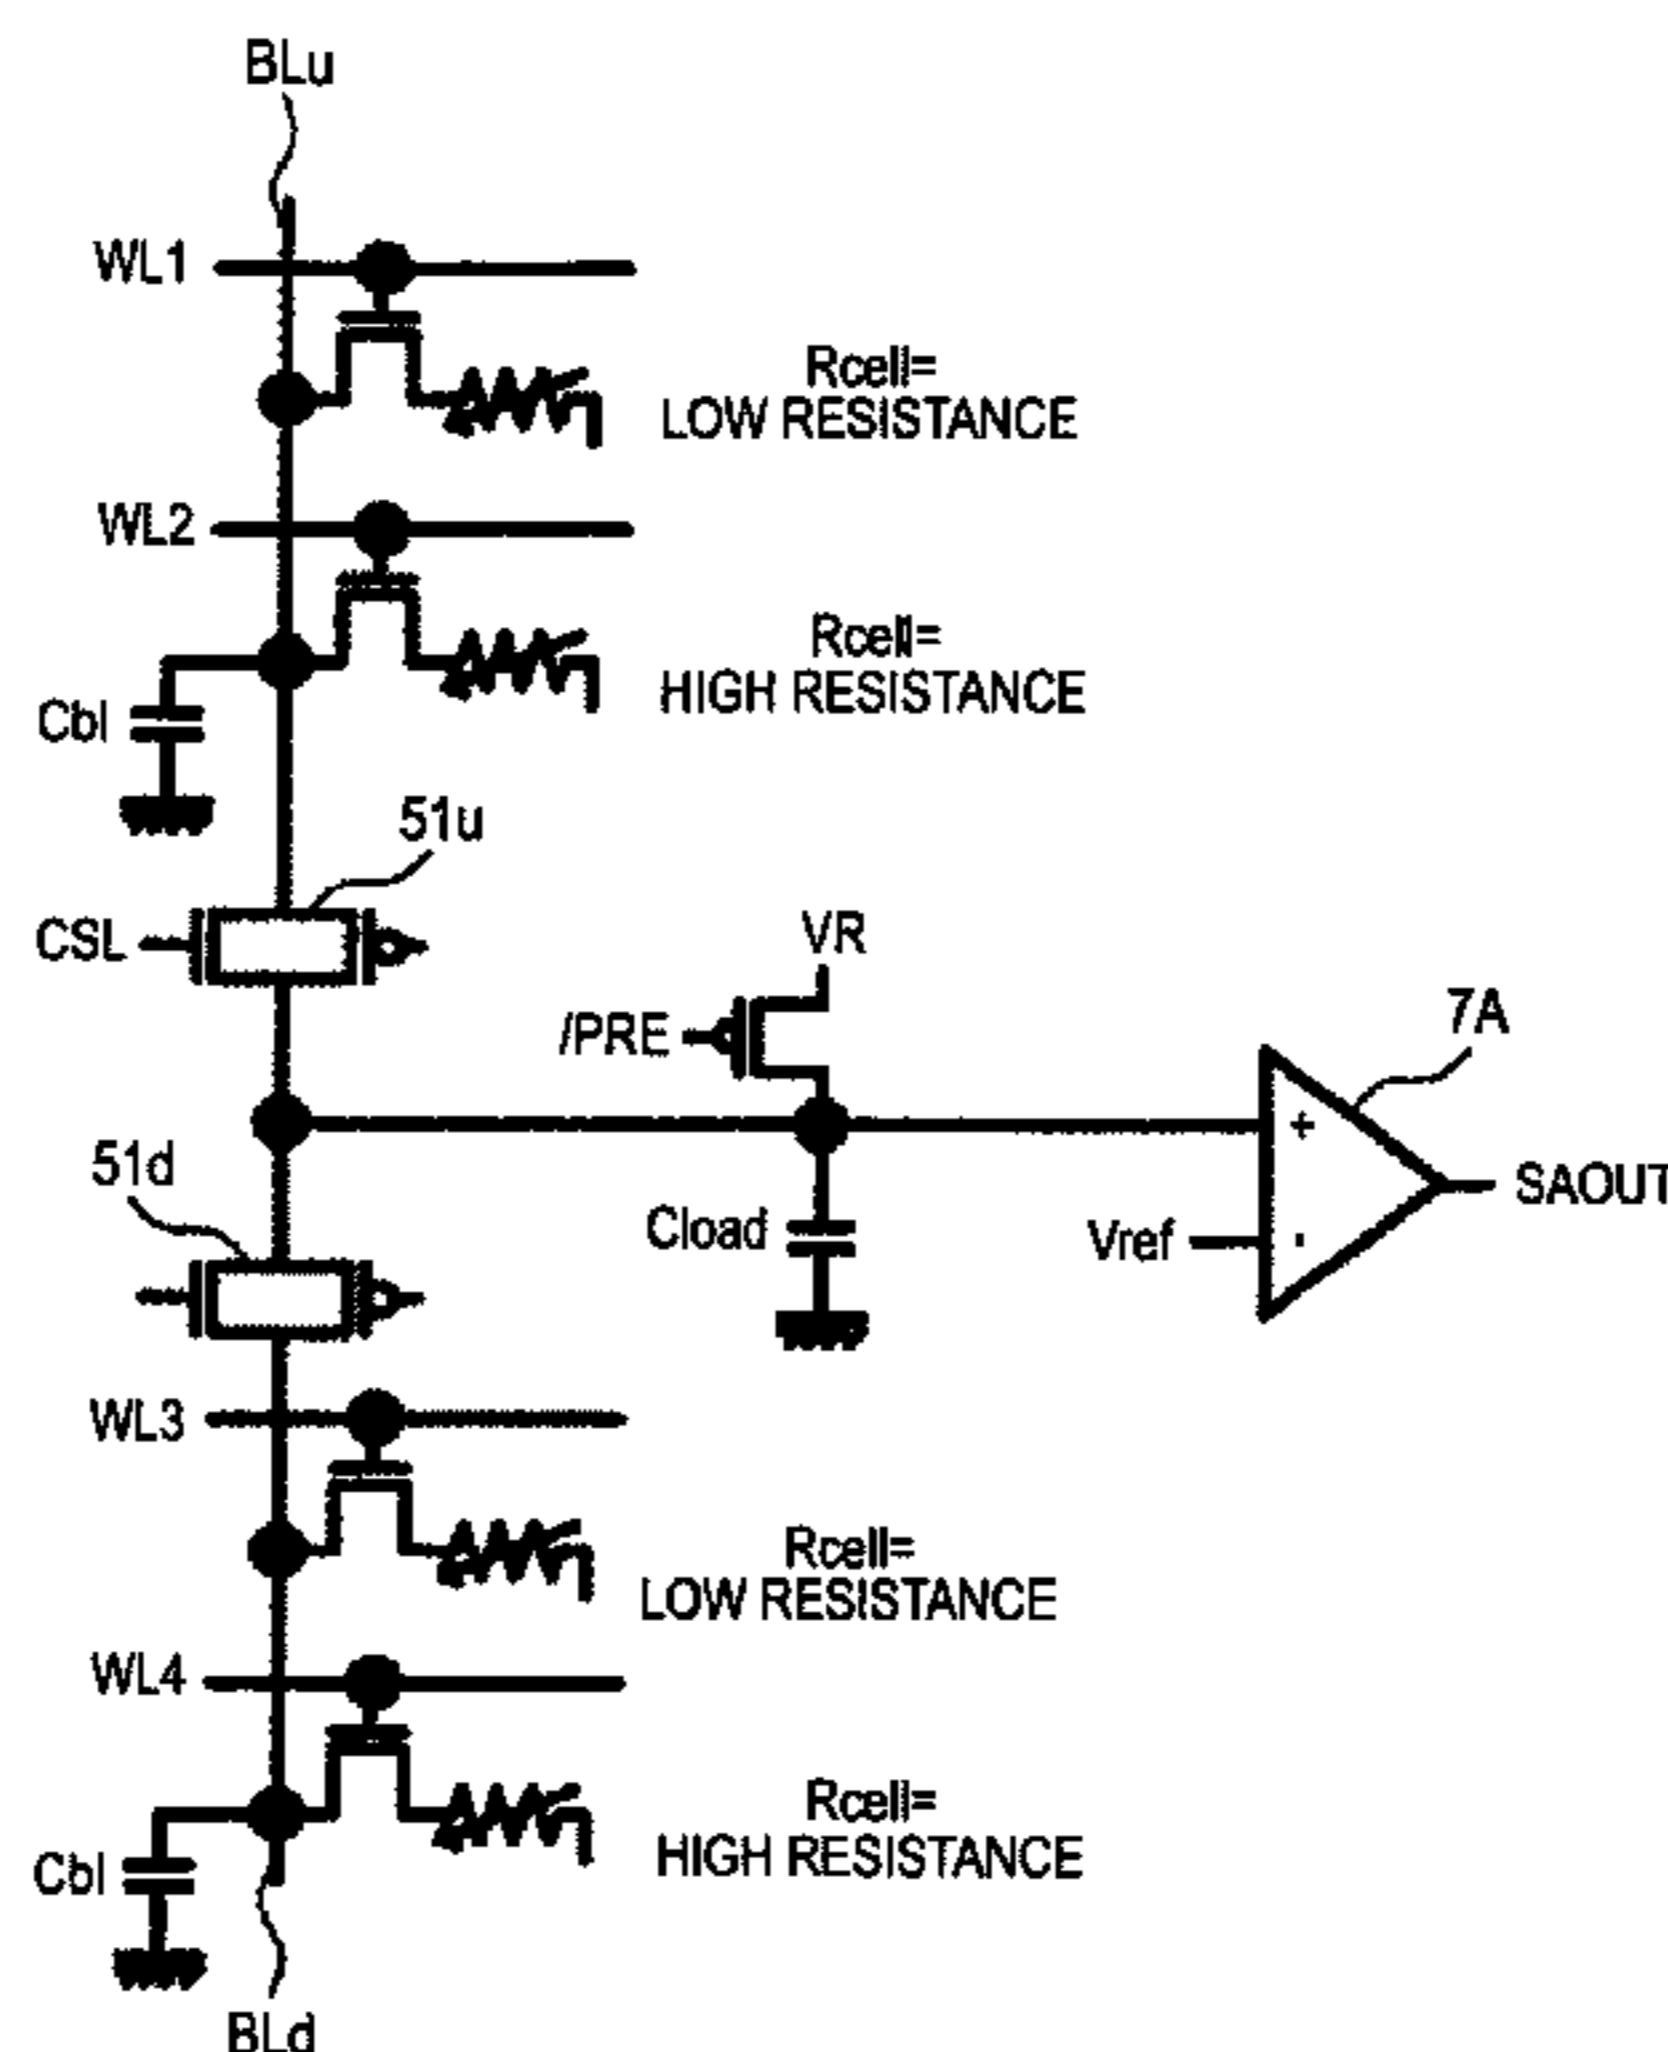 BLu
WL1
Rcell=
LOW RESISTANCE
WL2
Rcell=
HIGH RESISTANCE
Cbl
51u
CSL
VR
/PRE
7A
+
51d
Cload
Vref
-
SAOUT
WL3
Rcell=
LOW RESISTANCE
WL4
Rcell=
HIGH RESISTANCE
Cbl
BLd